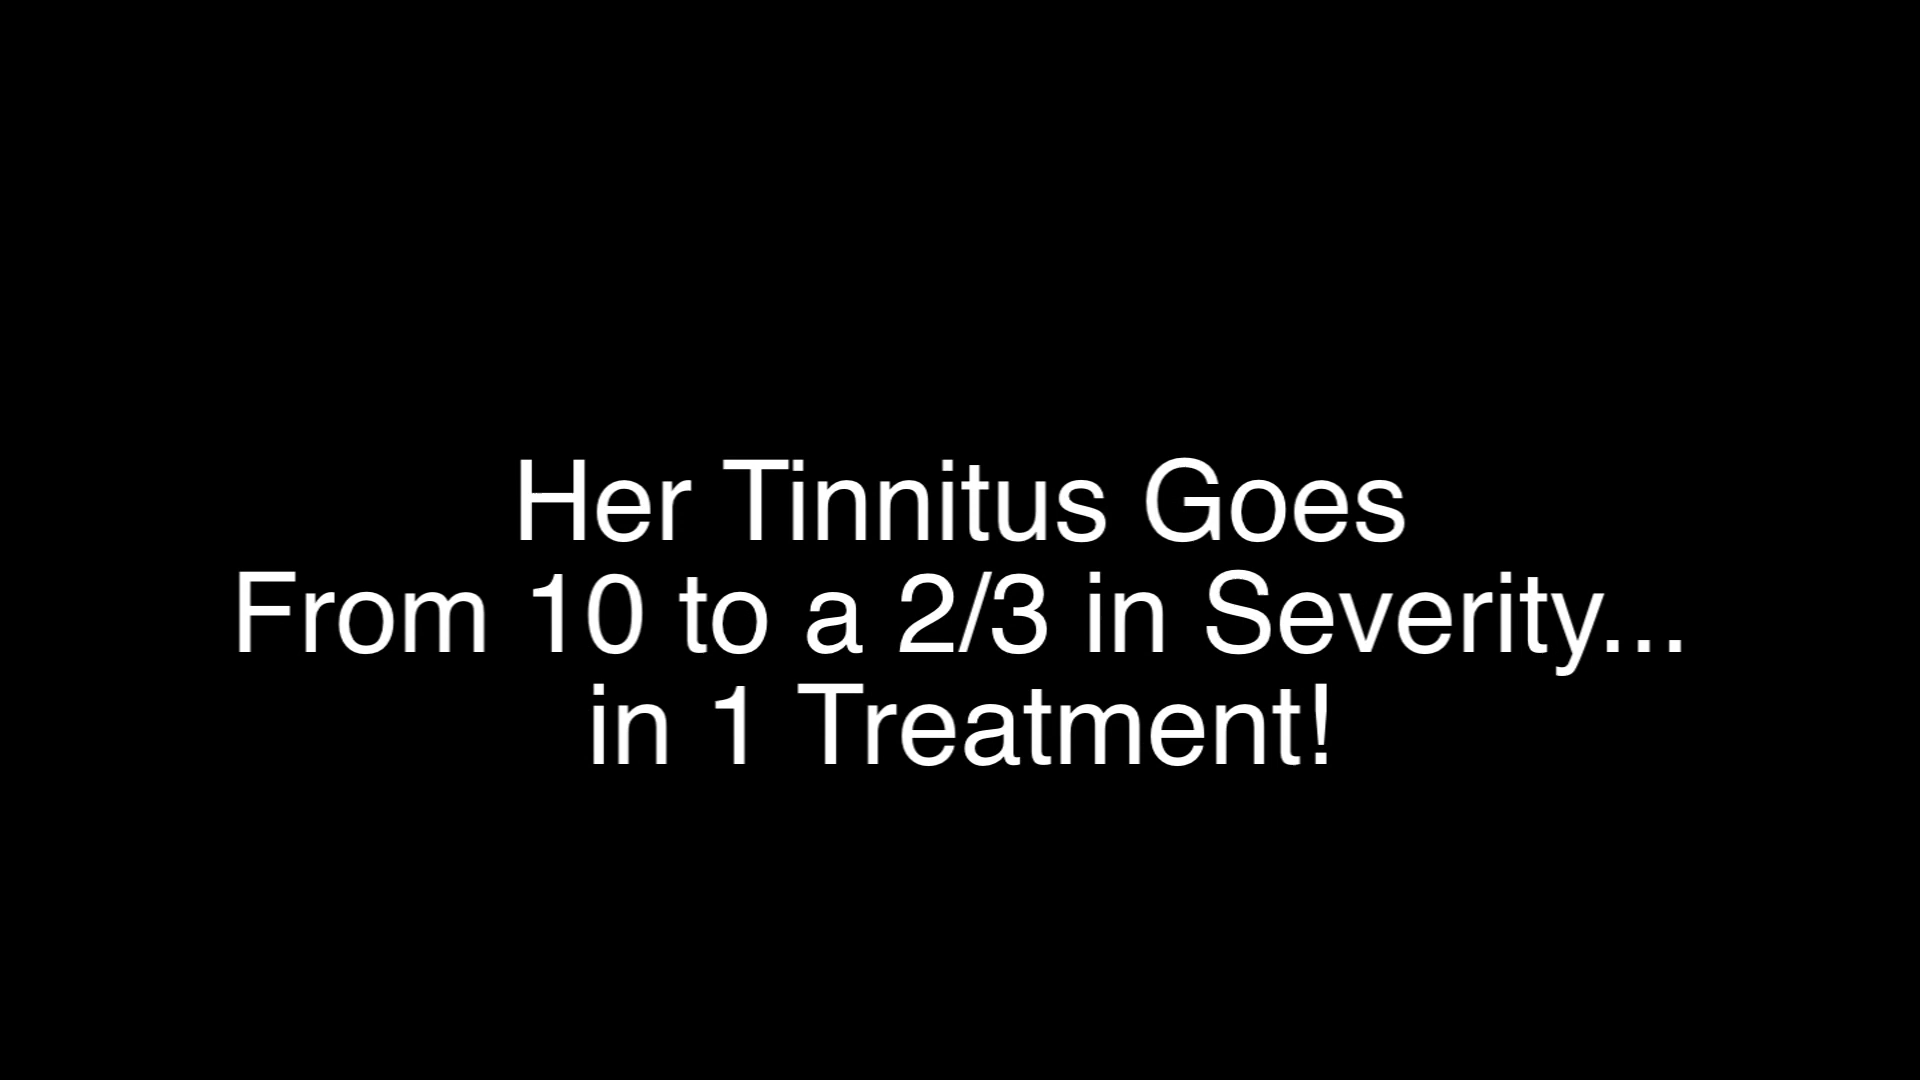 Her Tinnitus Goes
From 10 to a 2/3 in Severity...
in 1 Treatment!